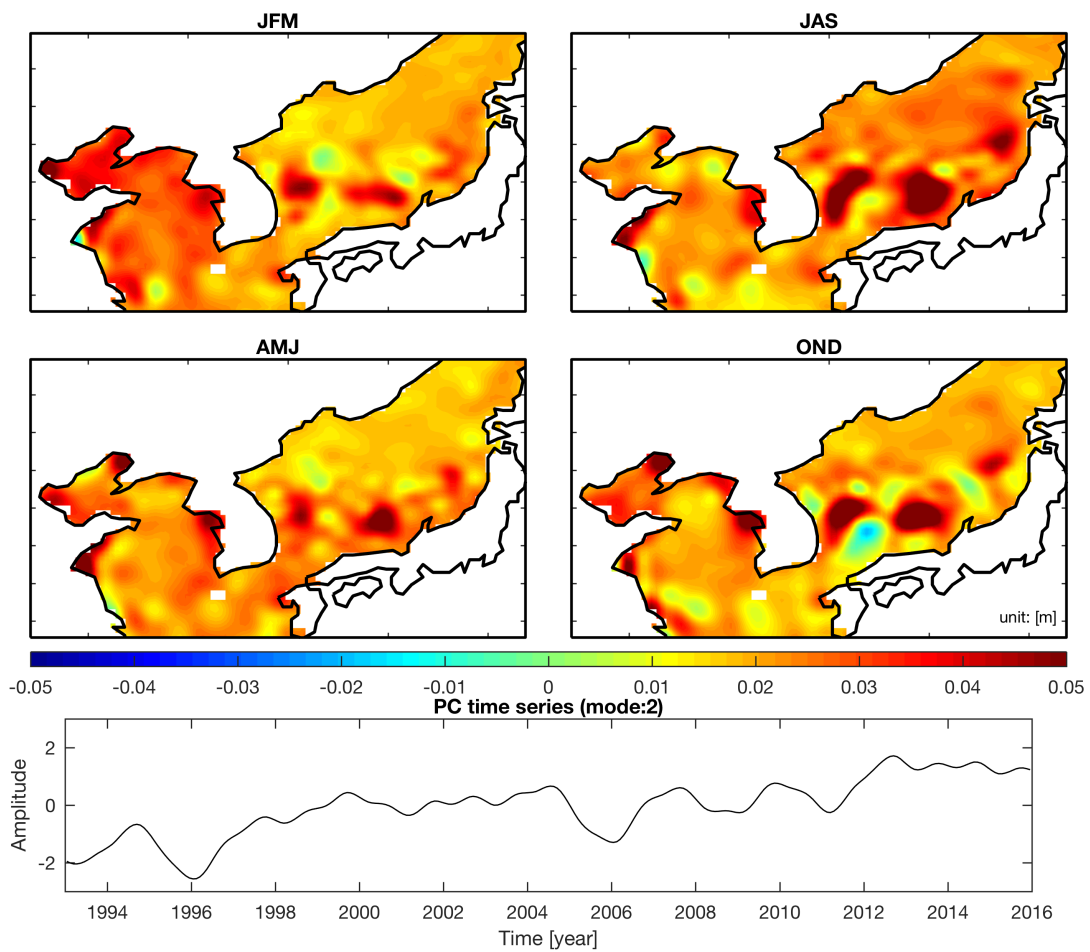 JFM
JAS
AMJ
OND
unit: [m]
-0.05 -0.04 -0.03 -0.02 -0.01 0 0.01 0.02 0.03 0.04 0.05
PC time series (mode:2)
Amplitude
2
0
-2
1994 1996 1998 2000 2002 2004 2006 2008 2010 2012 2014 2016
Time [year]